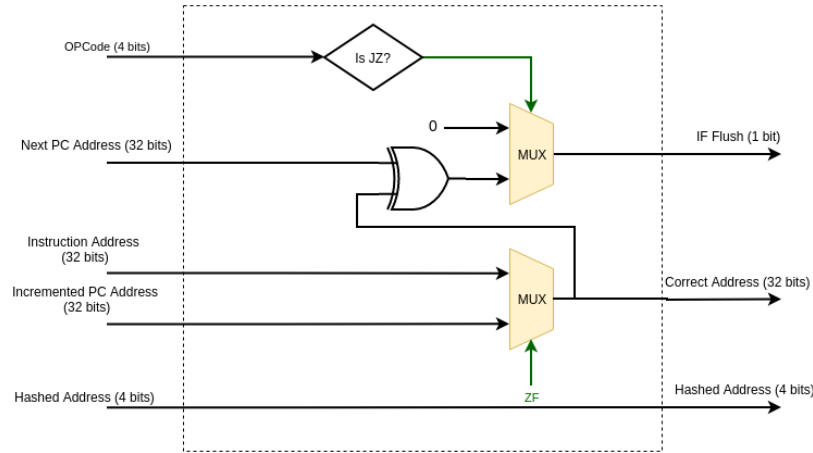 OPCode (4 bits)
Is JZ?
0
Next PC Address (32 bits)
MUX
IF Flush (1 bit)
Instruction Address
(32 bits)
Incremented PC Address
(32 bits)
MUX
Correct Address (32 bits)
ZF
Hashed Address (4 bits)
Hashed Address (4 bits)